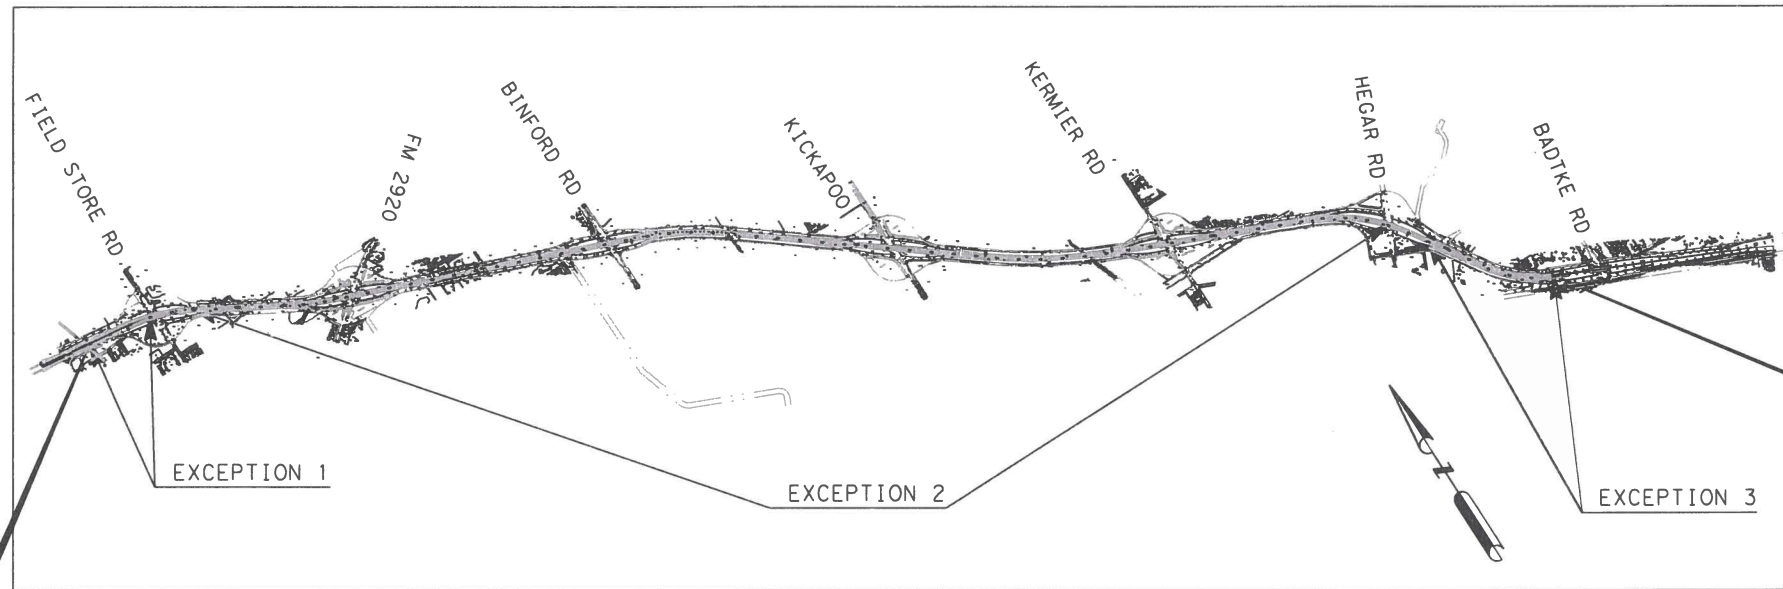 FIELD STORE RD
FM 2920
BINFORD RD
KICKAPOO
KERMIER RD
HEGAR RD
BADTKE RD
EXCEPTION 1
EXCEPTION 2
EXCEPTION 3
N